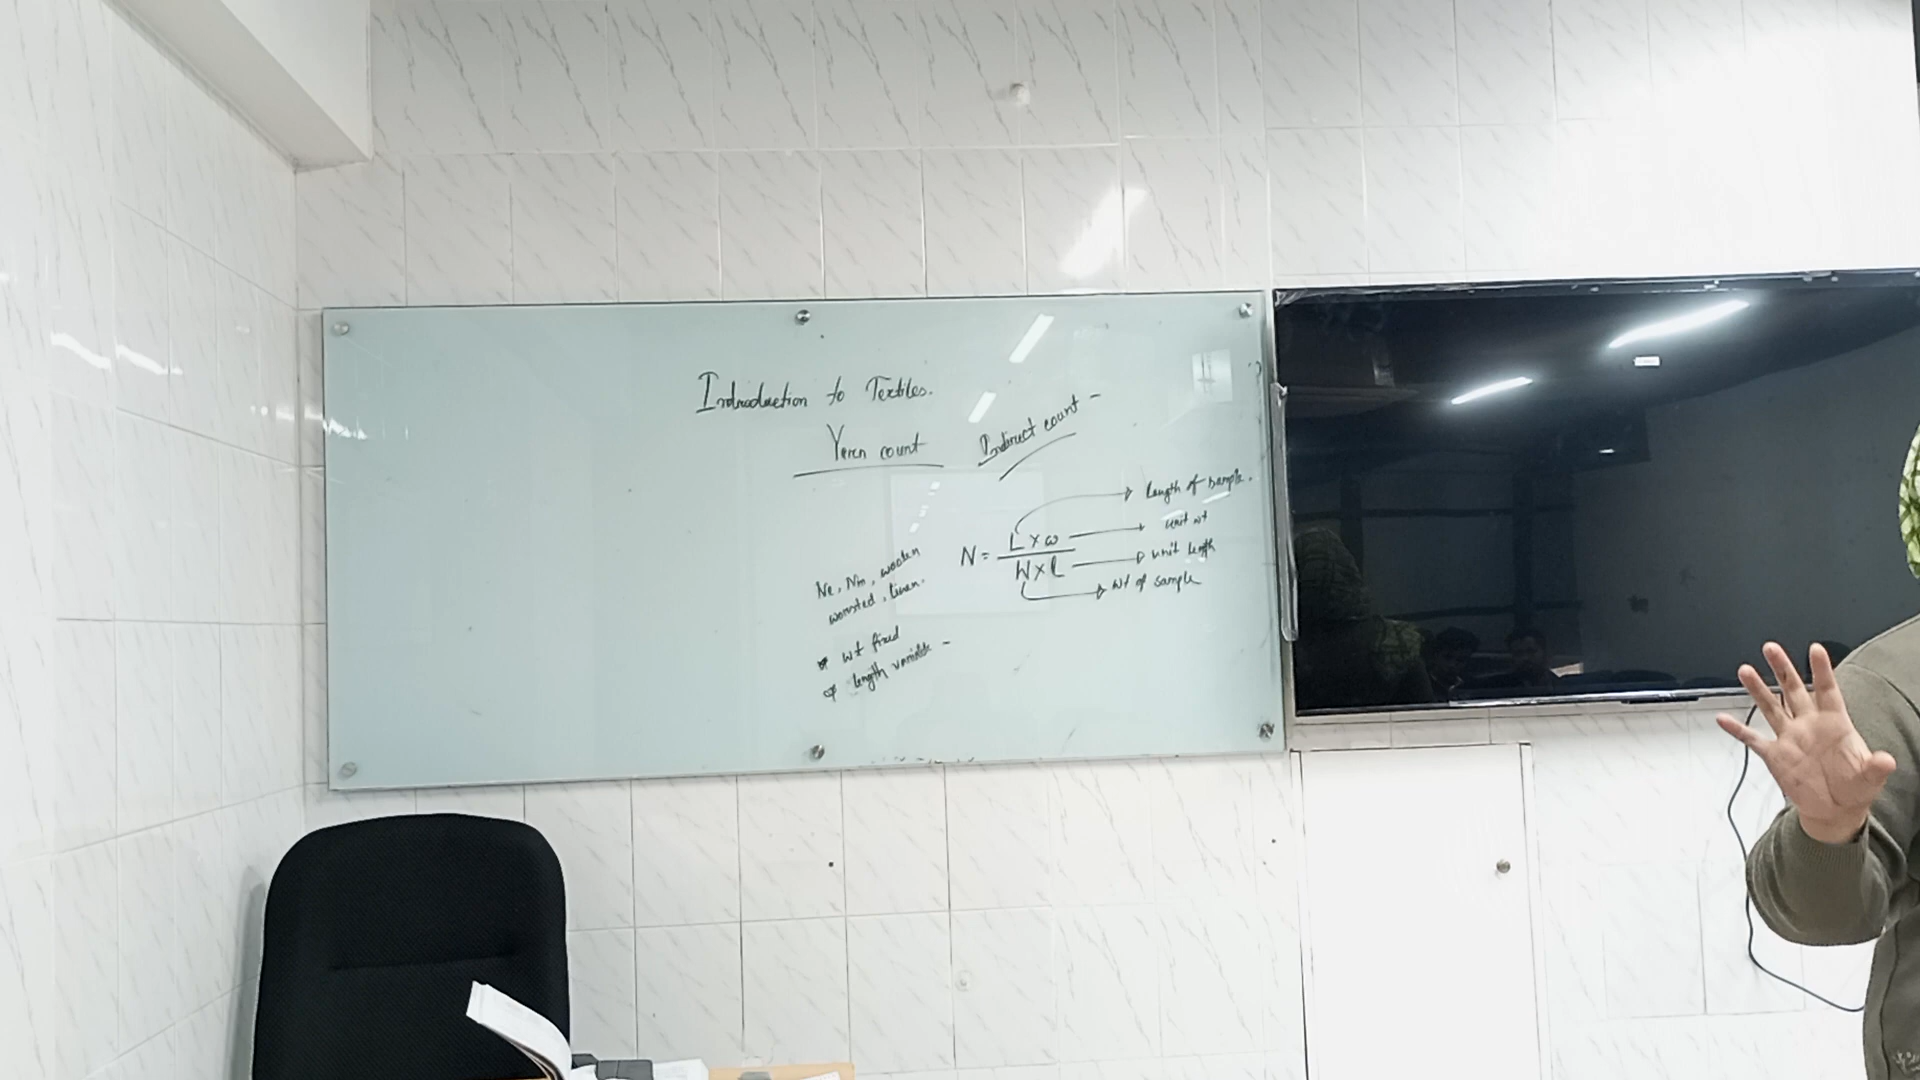 Introduction to Textiles.
Yarn count
Indirect count -
N = L × w / W × l
Length of sample.
unit wt
unit length
wt of sample
Ne, Nm, woolen
worsted, linen.
* wt fixed
* length variable -